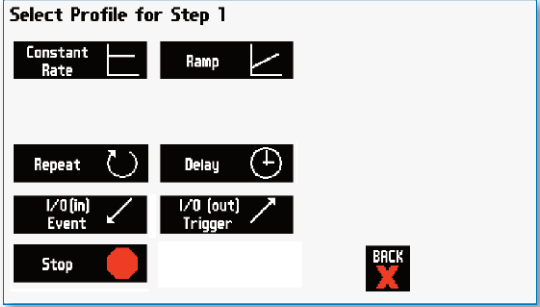 Select Profile for Step 1
Constant
Rate
Ramp
Repeat
Delay
I/O(in)
Event
I/O (out)
Trigger
Stop
BACK